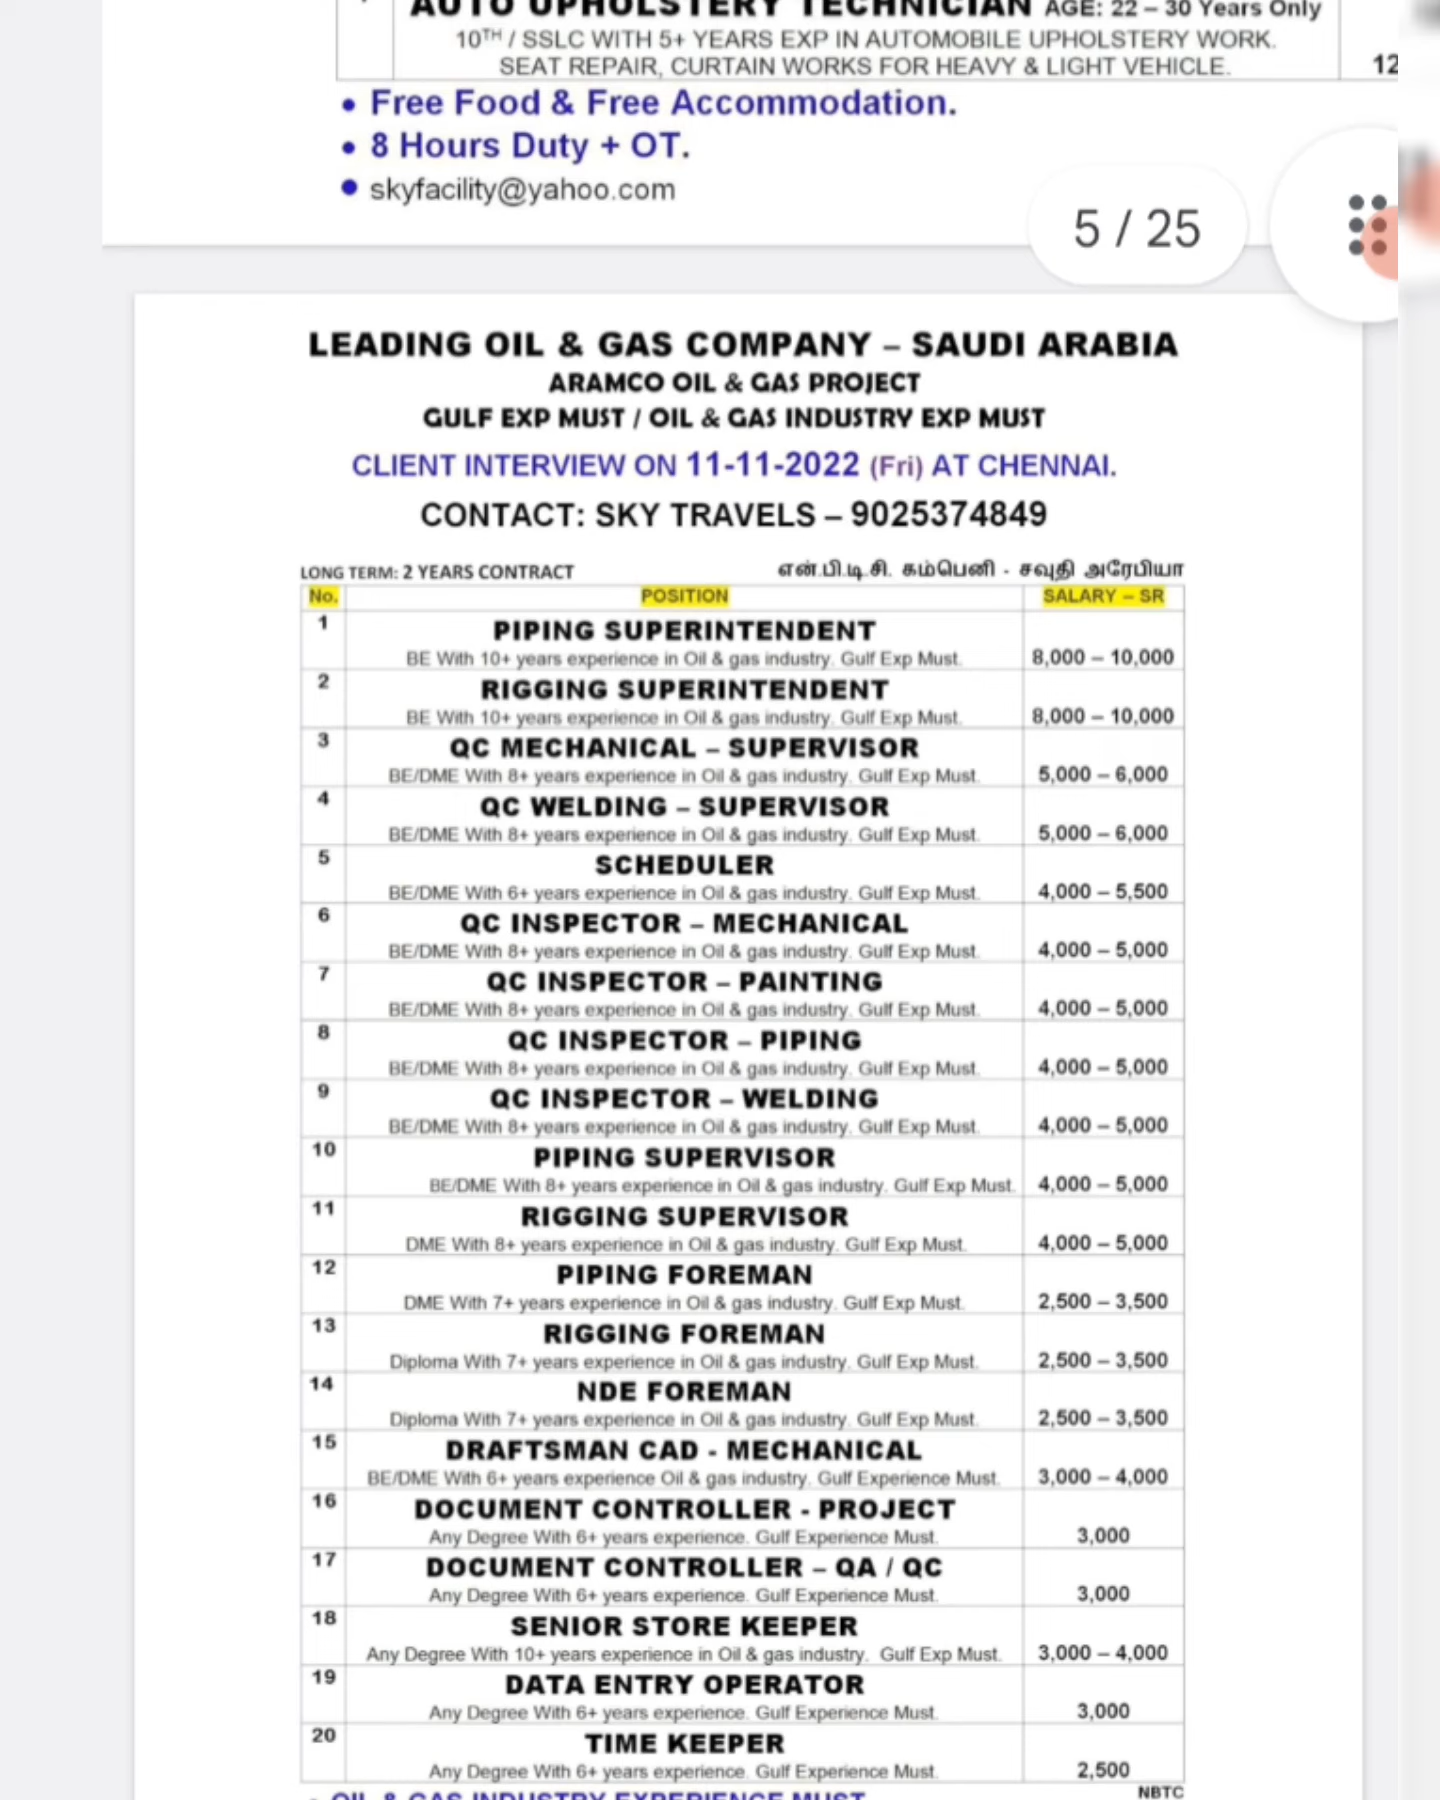 AUTO UPHOLSTERY TECHNICIAN AGE: 22 – 30 Years Only
10TH / SSLC WITH 5+ YEARS EXP IN AUTOMOBILE UPHOLSTERY WORK.
SEAT REPAIR, CURTAIN WORKS FOR HEAVY & LIGHT VEHICLE.
12
• Free Food & Free Accommodation.
• 8 Hours Duty + OT.
• skyfacility@yahoo.com
5 / 25
LEADING OIL & GAS COMPANY – SAUDI ARABIA
ARAMCO OIL & GAS PROJECT
GULF EXP MUST / OIL & GAS INDUSTRY EXP MUST
CLIENT INTERVIEW ON 11-11-2022 (Fri) AT CHENNAI.
CONTACT: SKY TRAVELS – 9025374849
LONG TERM: 2 YEARS CONTRACT என்.பி.டி.சி. கம்பெனி - சவுதி அரேபியா
No. POSITION SALARY – SR
1 PIPING SUPERINTENDENT
BE With 10+ years experience in Oil & gas industry. Gulf Exp Must. 8,000 – 10,000
2 RIGGING SUPERINTENDENT
BE With 10+ years experience in Oil & gas industry. Gulf Exp Must. 8,000 – 10,000
3 QC MECHANICAL – SUPERVISOR
BE/DME With 8+ years experience in Oil & gas industry. Gulf Exp Must. 5,000 – 6,000
4 QC WELDING – SUPERVISOR
BE/DME With 8+ years experience in Oil & gas industry. Gulf Exp Must. 5,000 – 6,000
5 SCHEDULER
BE/DME With 6+ years experience in Oil & gas industry. Gulf Exp Must. 4,000 – 5,500
6 QC INSPECTOR – MECHANICAL
BE/DME With 8+ years experience in Oil & gas industry. Gulf Exp Must. 4,000 – 5,000
7 QC INSPECTOR – PAINTING
BE/DME With 8+ years experience in Oil & gas industry. Gulf Exp Must. 4,000 – 5,000
8 QC INSPECTOR – PIPING
BE/DME With 8+ years experience in Oil & gas industry. Gulf Exp Must. 4,000 – 5,000
9 QC INSPECTOR – WELDING
BE/DME With 8+ years experience in Oil & gas industry. Gulf Exp Must. 4,000 – 5,000
10 PIPING SUPERVISOR
BE/DME With 8+ years experience in Oil & gas industry. Gulf Exp Must. 4,000 – 5,000
11 RIGGING SUPERVISOR
DME With 8+ years experience in Oil & gas industry. Gulf Exp Must. 4,000 – 5,000
12 PIPING FOREMAN
DME With 7+ years experience in Oil & gas industry. Gulf Exp Must. 2,500 – 3,500
13 RIGGING FOREMAN
Diploma With 7+ years experience in Oil & gas industry. Gulf Exp Must. 2,500 – 3,500
14 NDE FOREMAN
Diploma With 7+ years experience in Oil & gas industry. Gulf Exp Must. 2,500 – 3,500
15 DRAFTSMAN CAD - MECHANICAL
BE/DME With 6+ years experience Oil & gas industry. Gulf Experience Must. 3,000 – 4,000
16 DOCUMENT CONTROLLER - PROJECT
Any Degree With 6+ years experience. Gulf Experience Must. 3,000
17 DOCUMENT CONTROLLER – QA / QC
Any Degree With 6+ years experience. Gulf Experience Must. 3,000
18 SENIOR STORE KEEPER
Any Degree With 10+ years experience in Oil & gas industry. Gulf Exp Must. 3,000 – 4,000
19 DATA ENTRY OPERATOR
Any Degree With 6+ years experience. Gulf Experience Must. 3,000
20 TIME KEEPER
Any Degree With 6+ years experience. Gulf Experience Must. 2,500
NBTC
• OIL & GAS INDUSTRY EXPERIENCE MUST